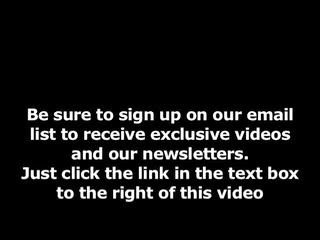 Be sure to sign up on our email
list to receive exclusive videos
and our newsletters.
Just click the link in the text box
to the right of this video